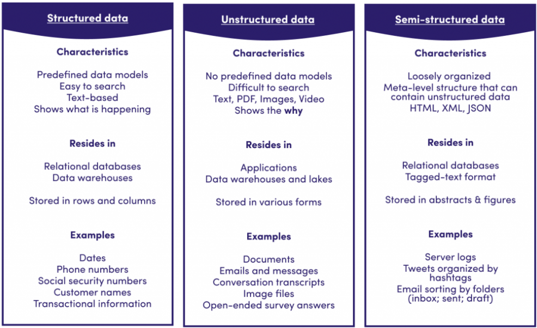 Structured data
Characteristics
Predefined data models
Easy to search
Text-based
Shows what is happening
Resides in
Relational databases
Data warehouses
Stored in rows and columns
Examples
Dates
Phone numbers
Social security numbers
Customer names
Transactional information
Unstructured data
Characteristics
No predefined data models
Difficult to search
Text, PDF, Images, Video
Shows the why
Resides in
Applications
Data warehouses and lakes
Stored in various forms
Examples
Documents
Emails and messages
Conversation transcripts
Image files
Open-ended survey answers
Semi-structured data
Characteristics
Loosely organized
Meta-level structure that can
contain unstructured data
HTML, XML, JSON
Resides in
Relational databases
Tagged-text format
Stored in abstracts & figures
Examples
Server logs
Tweets organized by
hashtags
Email sorting by folders
(inbox; sent; draft)